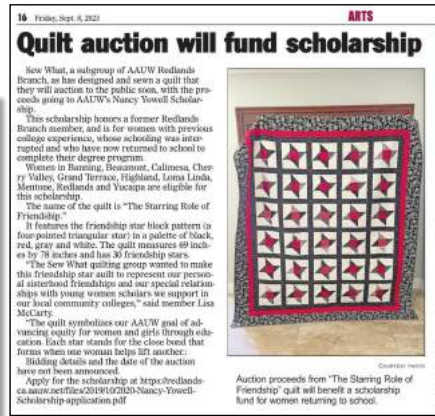 16 Friday, Sept. 8, 2023
ARTS
Quilt auction will fund scholarship
Sew What, a subgroup of AAUW Redlands
Branch, as has designed and sewn a quilt that
they will auction to the public soon, with the pro-
ceeds going to AAUW's Nancy Yowell Scholar-
ship.
This scholarship honors a former Redlands
Branch member, and is for women with previous
college experience, whose schooling was inter-
rupted and who have now returned to school to
complete their degree program.
Women in Banning, Beaumont, Calimesa, Cher-
ry Valley, Grand Terrace, Highland, Loma Linda,
Mentone, Redlands and Yucaipa are eligible for
this scholarship.
The name of the quilt is "The Starring Role of
Friendship."
It features the friendship star block pattern (a
four-pointed triangular star) in a palette of black,
red, gray and white. The quilt measures 69 inch-
es by 78 inches and has 30 friendship stars.
"The Sew What quilting group wanted to make
this friendship star quilt to represent our person-
al sisterhood friendships and our special relation-
ships with young women scholars we support in
our local community colleges," said member Lisa
McCarty.
"The quilt symbolizes our AAUW goal of ad-
vancing equity for women and girls through edu-
cation. Each star stands for the close bond that
forms when one woman helps lift another.:
Bidding details and the date of the auction
have not been announced.
Apply for the scholarship at https://redlands-
ca.aauw.net/files/2019/10/2020-Nancy-Yowell-
Scholarship-application.pdf
COURTESY PHOTO
Auction proceeds from "The Starring Role of
Friendship" quilt will benefit a scholarship
fund for women returning to school.